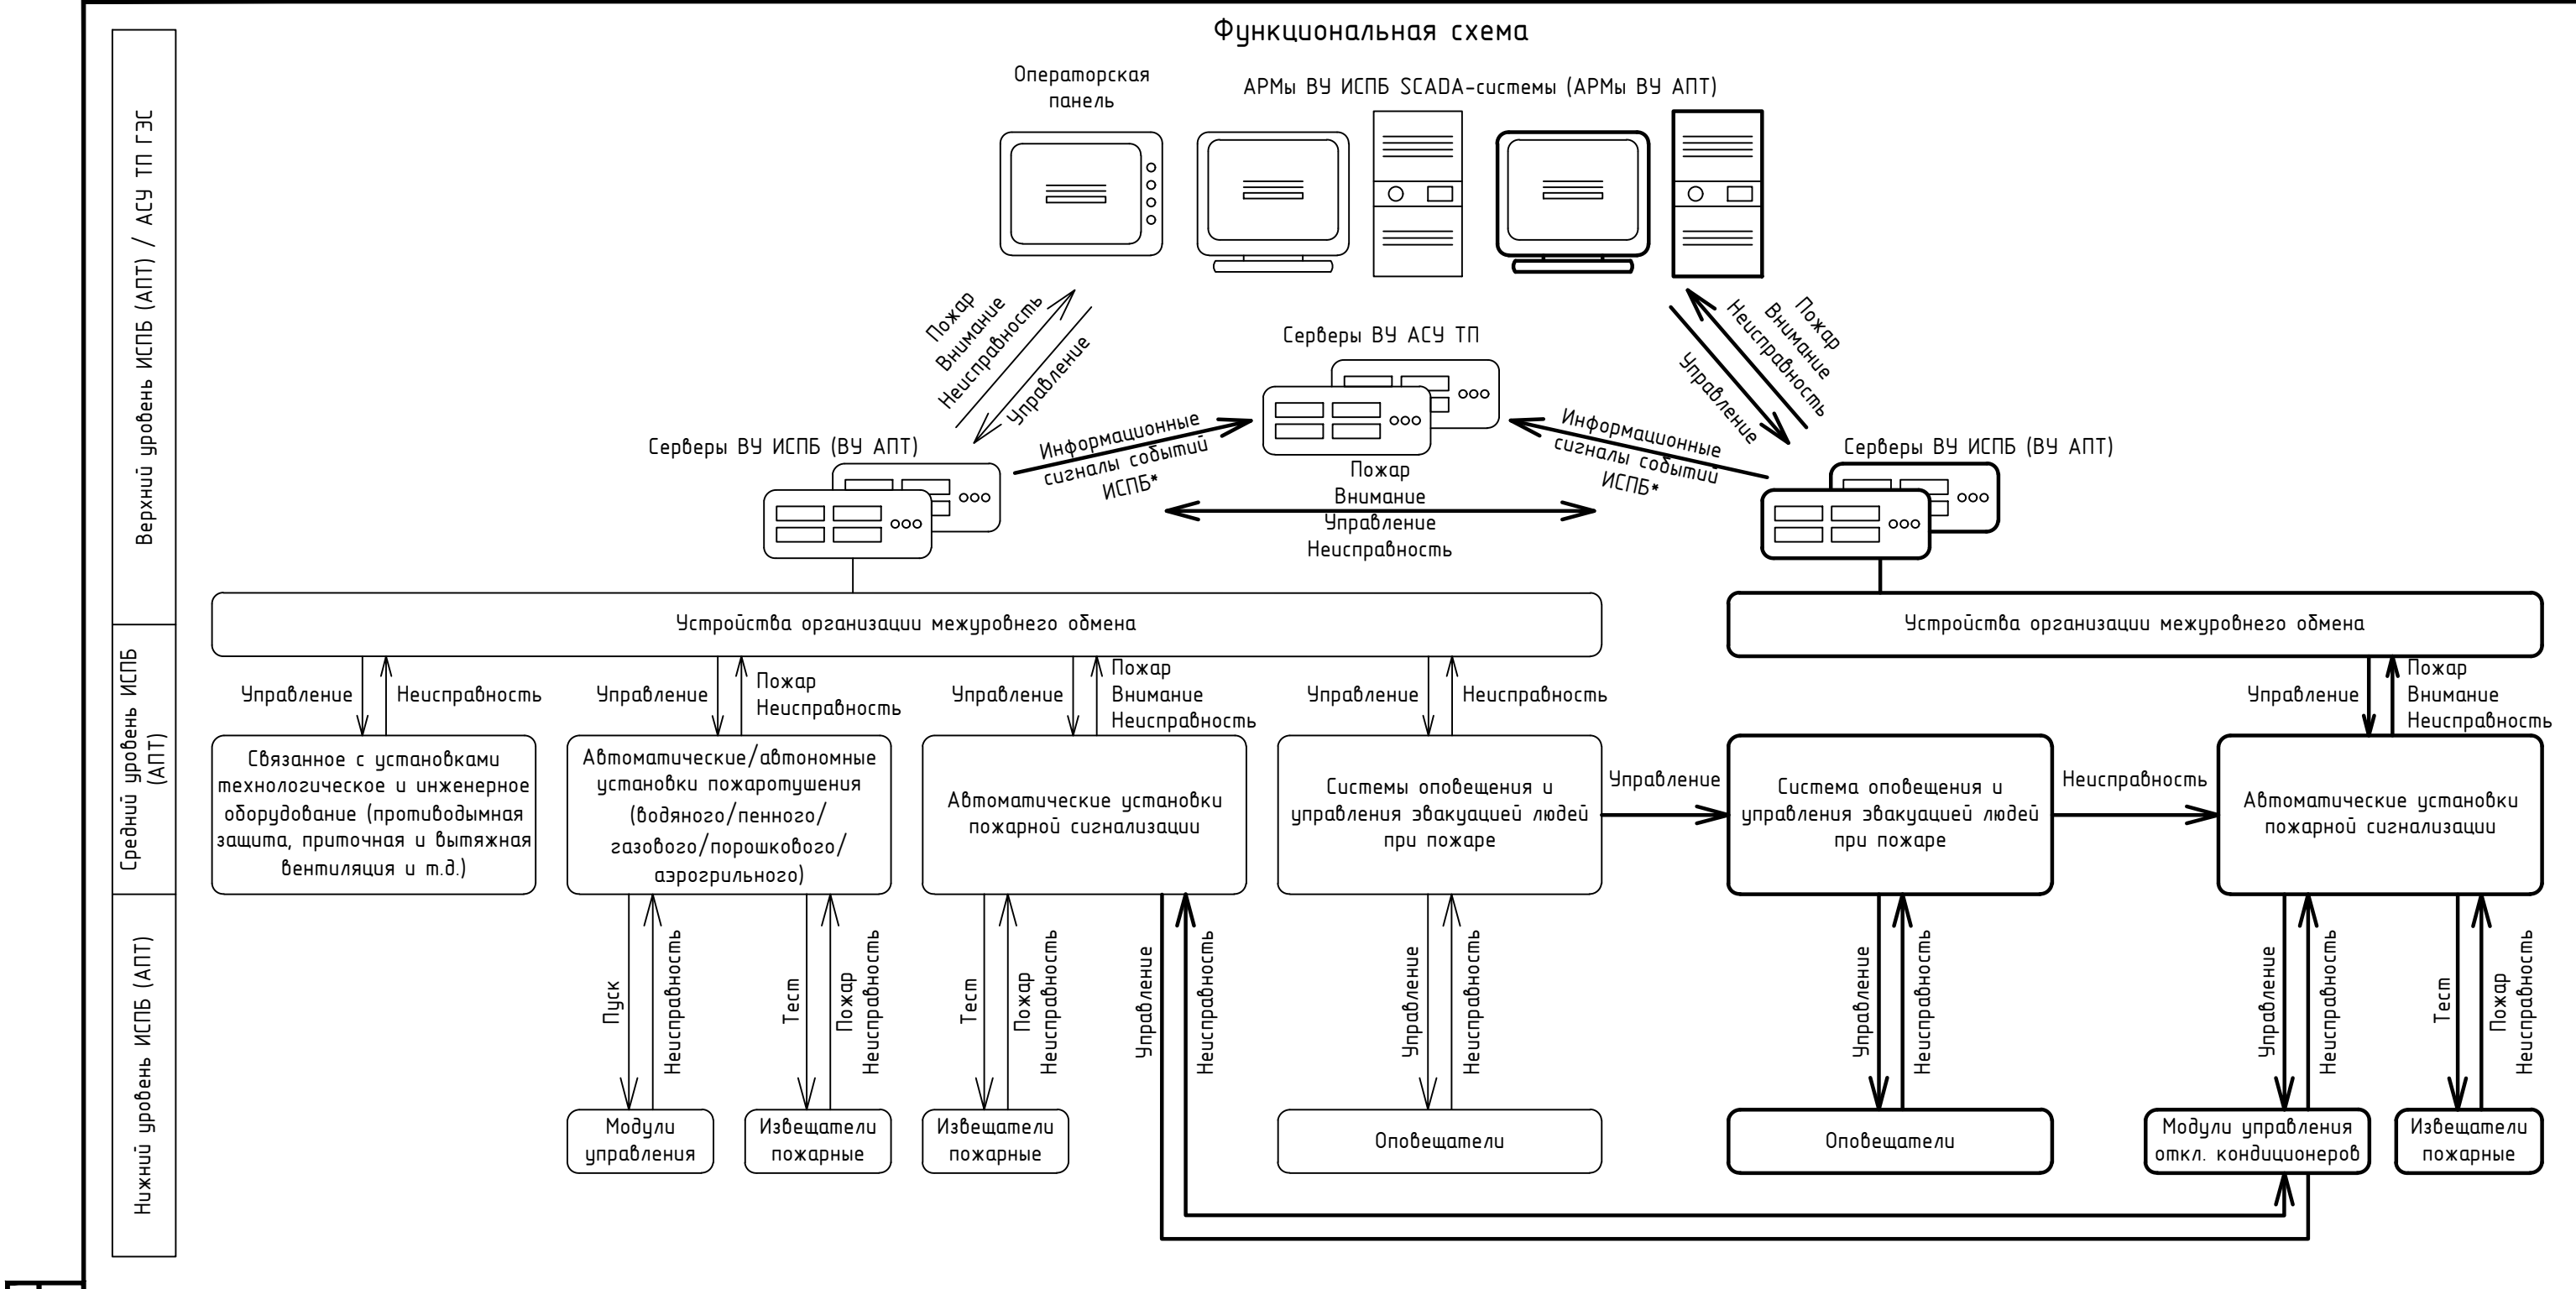 Функциональная схема
Операторская
панель
АРМы ВУ ИСПБ SCADA-системы (АРМы ВУ АПТ)
Верхний уровень ИСПБ (АПТ) / АСУ ТП ГЭС
Пожар
Внимание
Неисправность
Управление
Серверы ВУ АСУ ТП
Пожар
Внимание
Неисправность
Управление
Серверы ВУ ИСПБ (ВУ АПТ)
Информационные
сигналы событий
ИСПБ*
Информационные
сигналы событий
ИСПБ*
Серверы ВУ ИСПБ (ВУ АПТ)
Пожар
Внимание
Управление
Неисправность
Устройства организации межуровнего обмена
Устройства организации межуровнего обмена
Средний уровень ИСПБ
(АПТ)
Управление
Неисправность
Управление
Пожар
Неисправность
Управление
Пожар
Внимание
Неисправность
Управление
Неисправность
Управление
Пожар
Внимание
Неисправность
Связанное с установками
технологическое и инженерное
оборудование (противодымная
защита, приточная и вытяжная
вентиляция и т.д.)
Автоматические/автономные
установки пожаротушения
(водяного/пенного/
газового/порошкового/
аэрогрильного)
Автоматические установки
пожарной сигнализации
Системы оповещения и
управления эвакуацией людей
при пожаре
Управление
Система оповещения и
управления эвакуацией людей
при пожаре
Неисправность
Автоматические установки
пожарной сигнализации
Нижний уровень ИСПБ (АПТ)
Пуск
Неисправность
Тест
Пожар
Неисправность
Тест
Пожар
Неисправность
Управление
Неисправность
Управление
Неисправность
Управление
Неисправность
Управление
Неисправность
Тест
Пожар
Неисправность
Модули
управления
Извещатели
пожарные
Извещатели
пожарные
Оповещатели
Оповещатели
Модули управления
откл. кондиционеров
Извещатели
пожарные